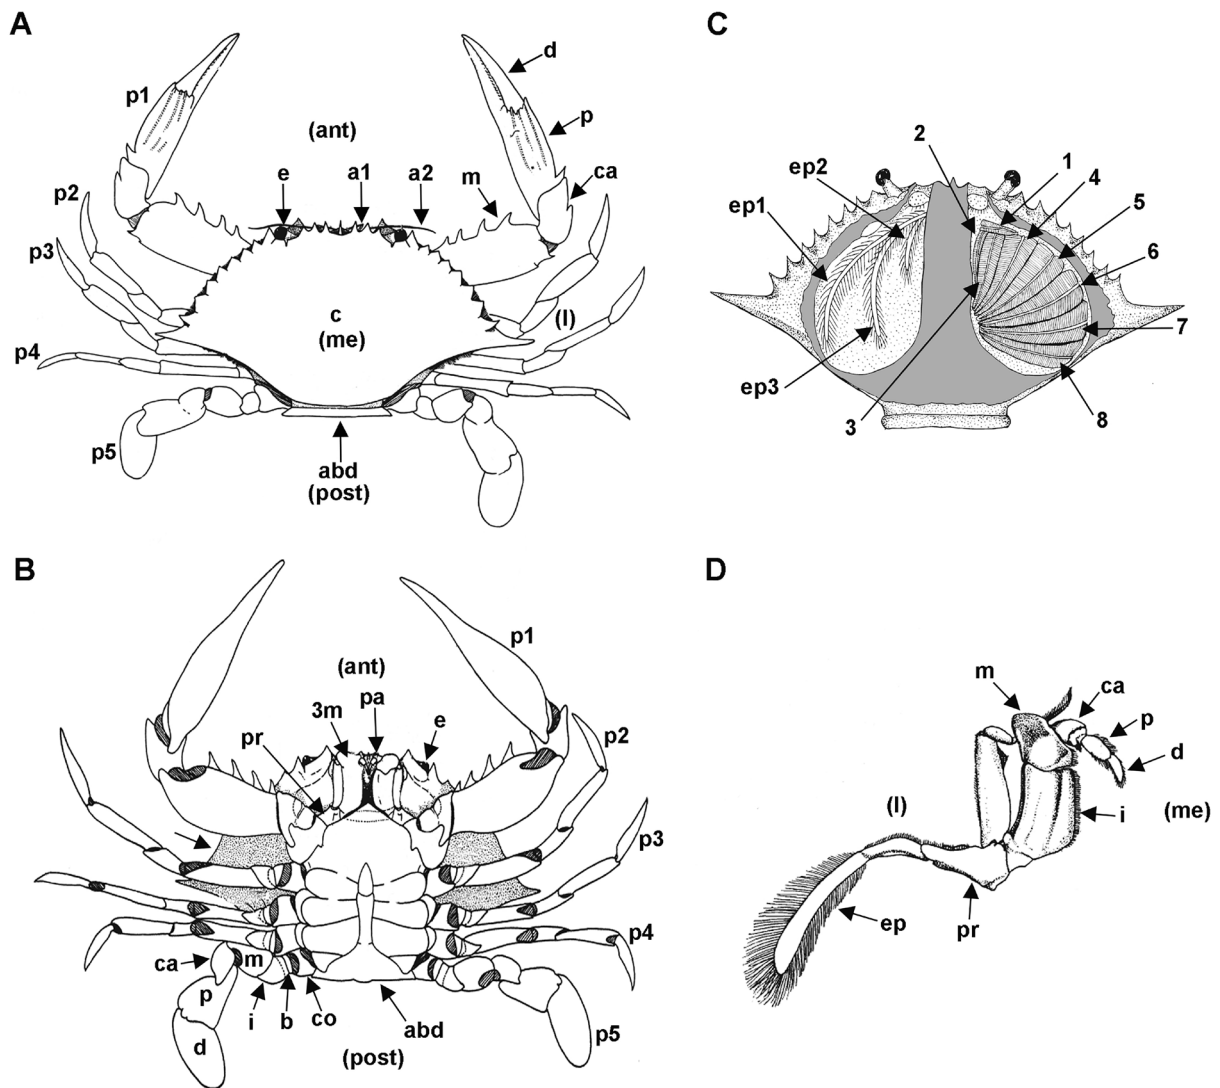 A
p1
d
p
(ant)
ca
e
a1
a2
m
p2
p3
c
(me)
(l)
p4
p5
abd
(post)
C
2
1
ep2
4
ep1
5
6
7
ep3
3
8
B
p1
(ant)
pa
3m
e
pr
p2
p3
p4
ca
m
p
i
b
co
abd
d
(post)
p5
D
m
ca
p
d
(l)
i
(me)
ep
pr